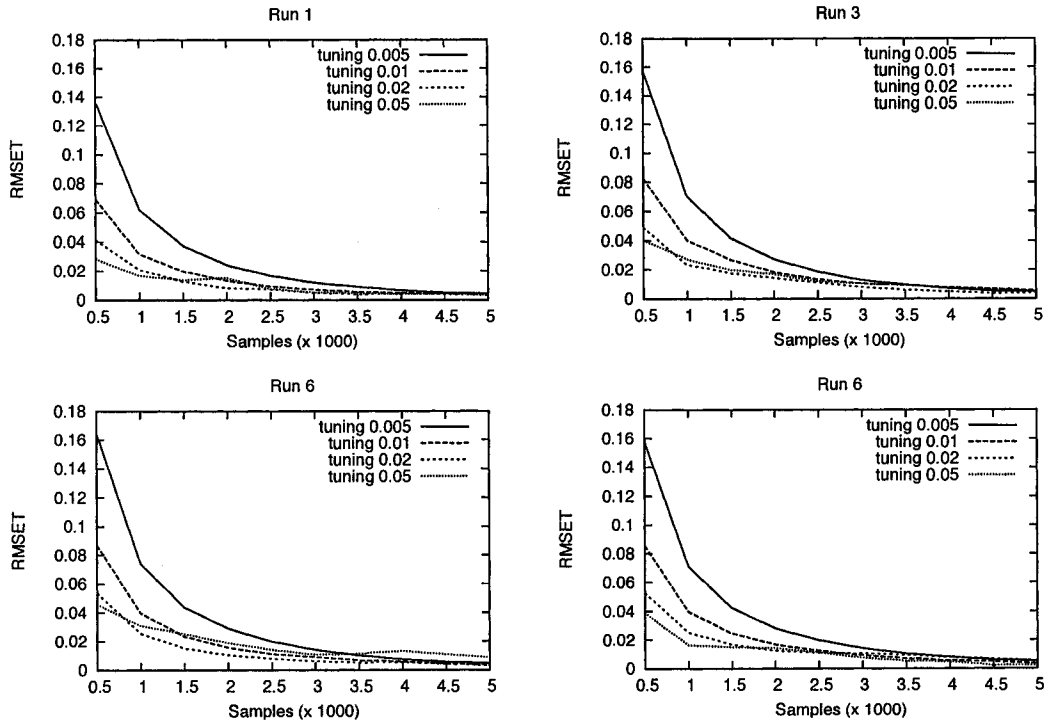 Run 1
0.18
0.16
0.14
0.12
0.1
0.08
0.06
0.04
0.02
0
RMSET
tuning 0.005
tuning 0.01
tuning 0.02
tuning 0.05
0.5 1 1.5 2 2.5 3 3.5 4 4.5 5
Samples (x 1000)
Run 3
0.18
0.16
0.14
0.12
0.1
0.08
0.06
0.04
0.02
0
RMSET
tuning 0.005
tuning 0.01
tuning 0.02
tuning 0.05
0.5 1 1.5 2 2.5 3 3.5 4 4.5 5
Samples (x 1000)
Run 6
0.18
0.16
0.14
0.12
0.1
0.08
0.06
0.04
0.02
0
RMSET
tuning 0.005
tuning 0.01
tuning 0.02
tuning 0.05
0.5 1 1.5 2 2.5 3 3.5 4 4.5 5
Samples (x 1000)
Run 6
0.18
0.16
0.14
0.12
0.1
0.08
0.06
0.04
0.02
0
RMSET
tuning 0.005
tuning 0.01
tuning 0.02
tuning 0.05
0.5 1 1.5 2 2.5 3 3.5 4 4.5 5
Samples (x 1000)